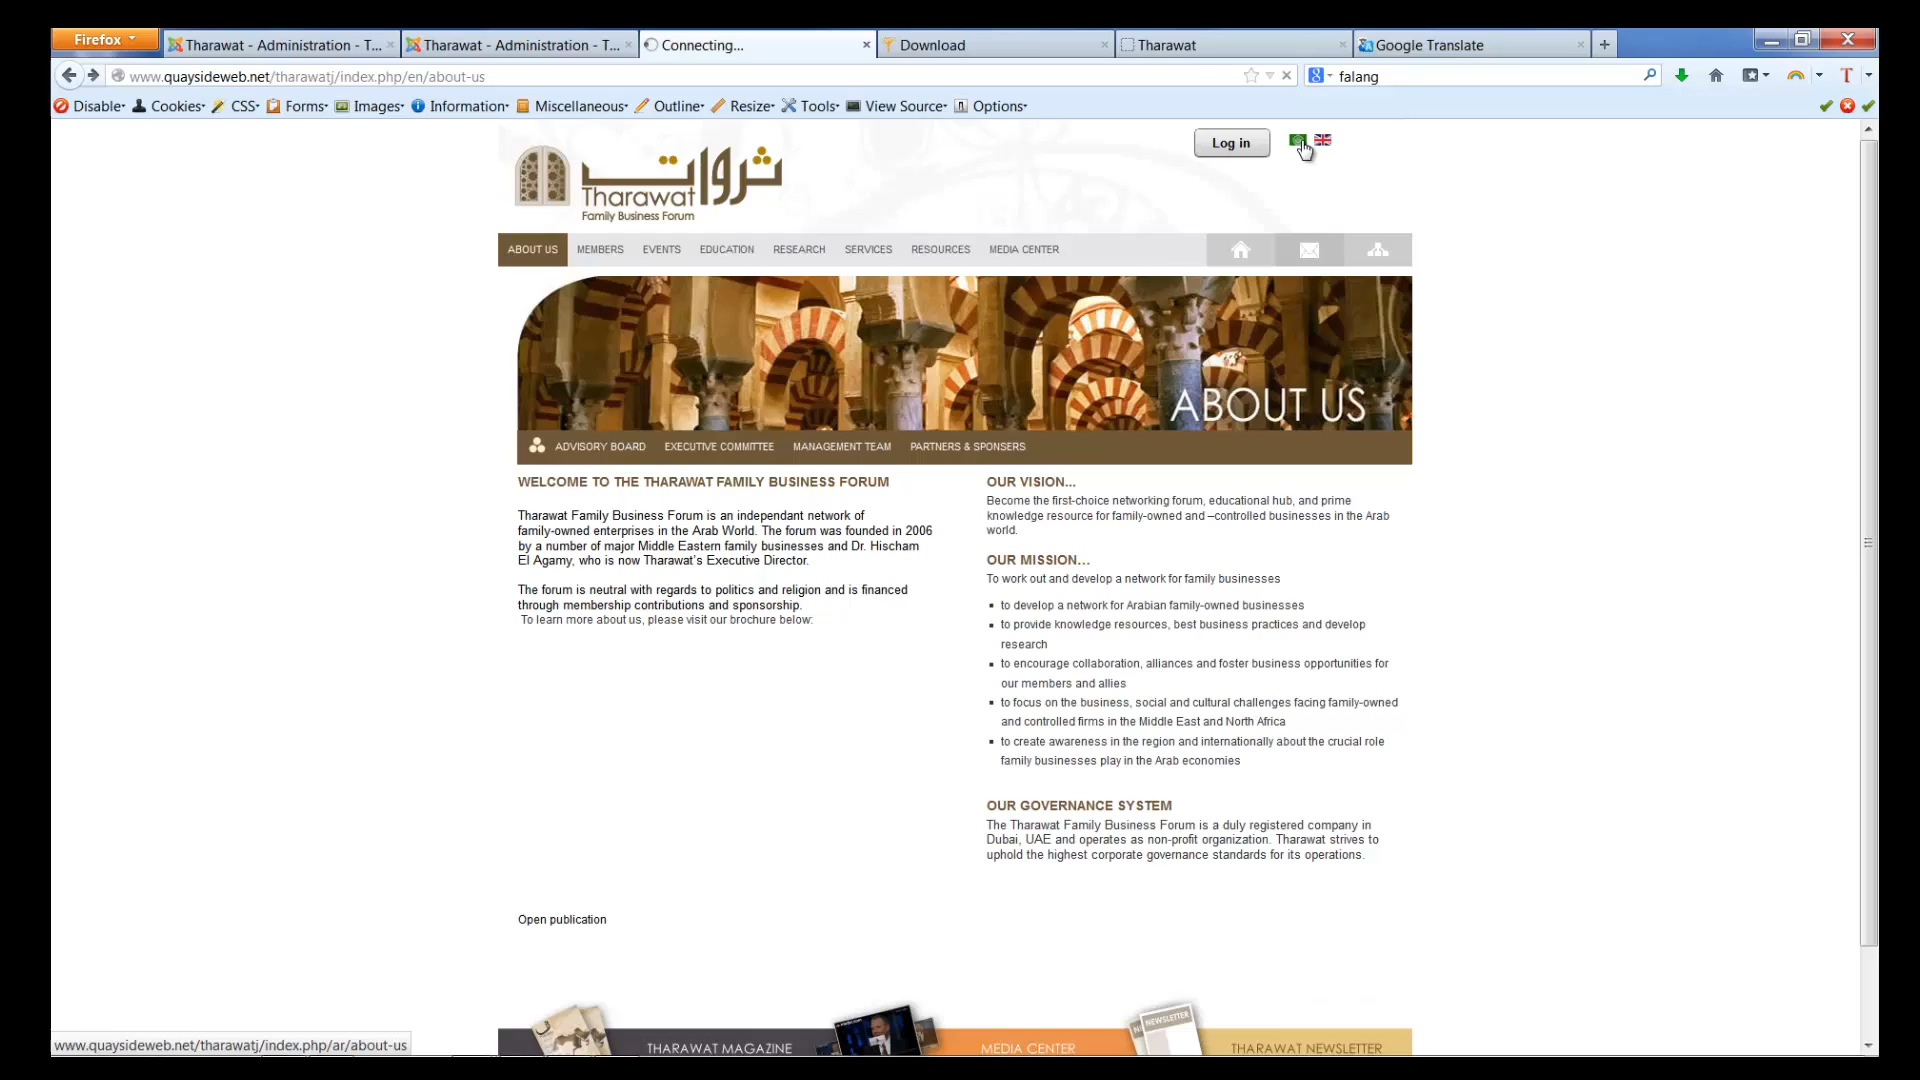 Firefox
Tharawat - Administration - T...
Tharawat - Administration - T...
Connecting...
Download
Tharawat
Google Translate
www.quaysideweb.net/tharawatj/index.php/en/about-us
falang
Disable Cookies CSS Forms Images Information Miscellaneous Outline Resize Tools View Source Options
Log in
ثروات
Tharawat
Family Business Forum
ABOUT US MEMBERS EVENTS EDUCATION RESEARCH SERVICES RESOURCES MEDIA CENTER
ABOUT US
ADVISORY BOARD EXECUTIVE COMMITTEE MANAGEMENT TEAM PARTNERS & SPONSERS
WELCOME TO THE THARAWAT FAMILY BUSINESS FORUM
Tharawat Family Business Forum is an independant network of
family-owned enterprises in the Arab World. The forum was founded in 2006
by a number of major Middle Eastern family businesses and Dr. Hischam
El Agamy, who is now Tharawat's Executive Director.
The forum is neutral with regards to politics and religion and is financed
through membership contributions and sponsorship.
To learn more about us, please visit our brochure below:
Open publication
OUR VISION...
Become the first-choice networking forum, educational hub, and prime
knowledge resource for family-owned and –controlled businesses in the Arab
world.
OUR MISSION...
To work out and develop a network for family businesses
to develop a network for Arabian family-owned businesses
to provide knowledge resources, best business practices and develop
research
to encourage collaboration, alliances and foster business opportunities for
our members and allies
to focus on the business, social and cultural challenges facing family-owned
and controlled firms in the Middle East and North Africa
to create awareness in the region and internationally about the crucial role
family businesses play in the Arab economies
OUR GOVERNANCE SYSTEM
The Tharawat Family Business Forum is a duly registered company in
Dubai, UAE and operates as non-profit organization. Tharawat strives to
uphold the highest corporate governance standards for its operations.
NEWSLETTER
THARAWAT MAGAZINE
MEDIA CENTER
THARAWAT NEWSLETTER
www.quaysideweb.net/tharawatj/index.php/ar/about-us